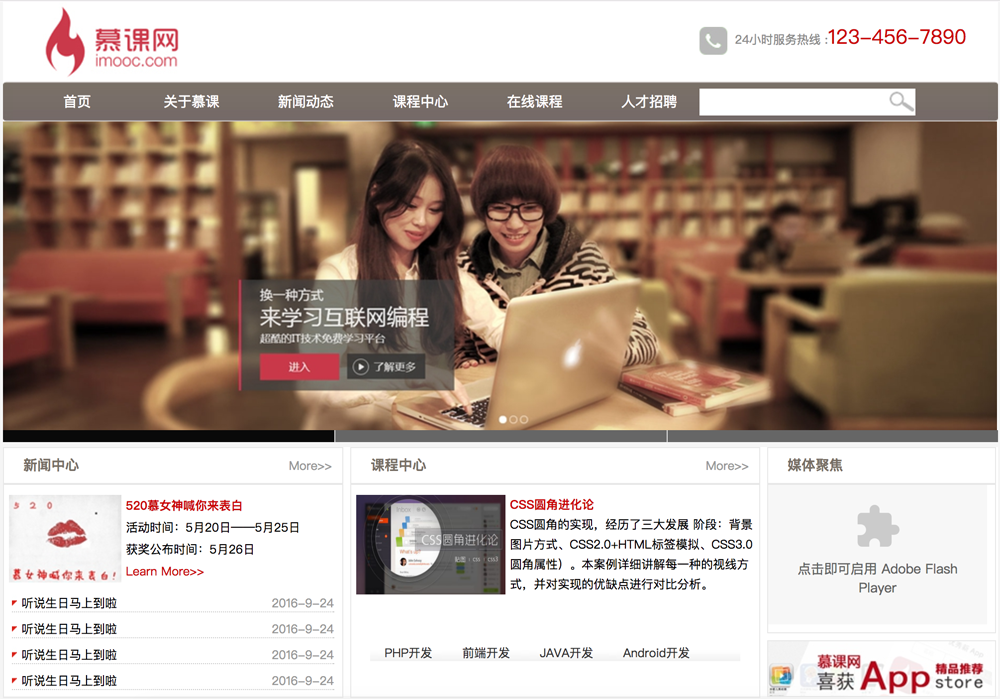 慕课网
imooc.com
24小时服务热线 :123-456-7890
首页 关于慕课 新闻动态 课程中心 在线课程 人才招聘
换一种方式
来学习互联网编程
超酷的IT技术免费学习平台
进入 了解更多
新闻中心 More>>
520
慕女神喊你来表白!
520慕女神喊你来表白
活动时间：5月20日——5月25日
获奖公布时间：5月26日
Learn More>>
听说生日马上到啦 2016-9-24
听说生日马上到啦 2016-9-24
听说生日马上到啦 2016-9-24
听说生日马上到啦 2016-9-24
课程中心 More>>
CSS圆角进化论
CSS圆角进化论
CSS圆角的实现，经历了三大发展 阶段：背景
图片方式、CSS2.0+HTML标签模拟、CSS3.0
圆角属性）。本案例详细讲解每一种的视线方
式，并对实现的优缺点进行对比分析。
PHP开发 前端开发 JAVA开发 Android开发
媒体聚焦
点击即可启用 Adobe Flash
Player
慕课网
喜获 App store
精品推荐